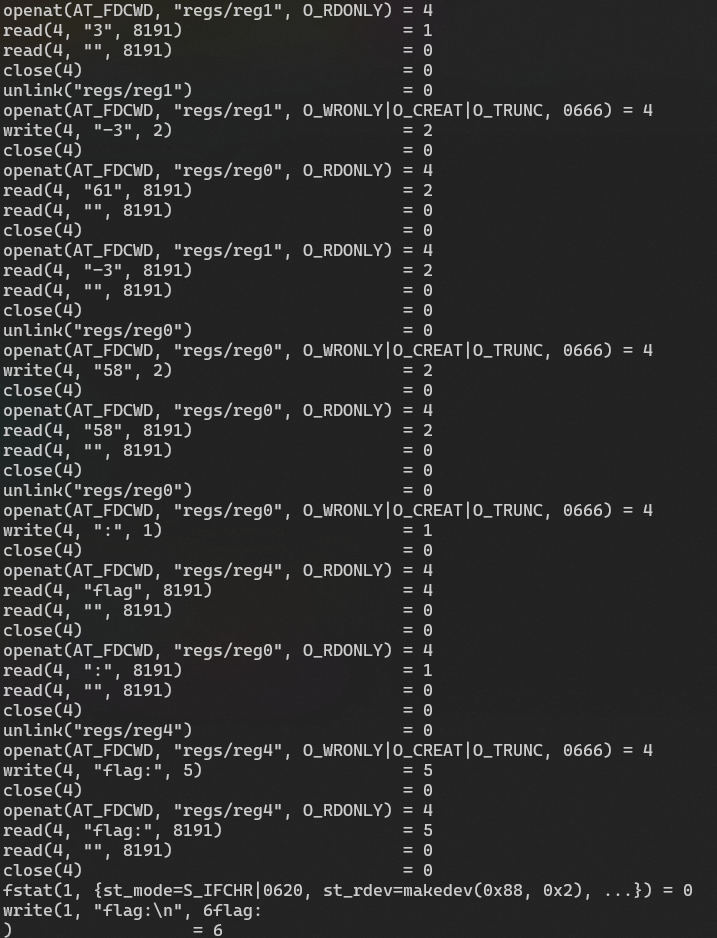 openat(AT_FDCWD, "regs/reg1", O_RDONLY) = 4
read(4, "3", 8191)                      = 1
read(4, "", 8191)                       = 0
close(4)                                = 0
unlink("regs/reg1")                     = 0
openat(AT_FDCWD, "regs/reg1", O_WRONLY|O_CREAT|O_TRUNC, 0666) = 4
write(4, "-3", 2)                       = 2
close(4)                                = 0
openat(AT_FDCWD, "regs/reg0", O_RDONLY) = 4
read(4, "61", 8191)                     = 2
read(4, "", 8191)                       = 0
close(4)                                = 0
openat(AT_FDCWD, "regs/reg1", O_RDONLY) = 4
read(4, "-3", 8191)                     = 2
read(4, "", 8191)                       = 0
close(4)                                = 0
unlink("regs/reg0")                     = 0
openat(AT_FDCWD, "regs/reg0", O_WRONLY|O_CREAT|O_TRUNC, 0666) = 4
write(4, "58", 2)                       = 2
close(4)                                = 0
openat(AT_FDCWD, "regs/reg0", O_RDONLY) = 4
read(4, "58", 8191)                     = 2
read(4, "", 8191)                       = 0
close(4)                                = 0
unlink("regs/reg0")                     = 0
openat(AT_FDCWD, "regs/reg0", O_WRONLY|O_CREAT|O_TRUNC, 0666) = 4
write(4, ":", 1)                        = 1
close(4)                                = 0
openat(AT_FDCWD, "regs/reg4", O_RDONLY) = 4
read(4, "flag", 8191)                   = 4
read(4, "", 8191)                       = 0
close(4)                                = 0
openat(AT_FDCWD, "regs/reg0", O_RDONLY) = 4
read(4, ":", 8191)                      = 1
read(4, "", 8191)                       = 0
close(4)                                = 0
unlink("regs/reg4")                     = 0
openat(AT_FDCWD, "regs/reg4", O_WRONLY|O_CREAT|O_TRUNC, 0666) = 4
write(4, "flag:", 5)                    = 5
close(4)                                = 0
openat(AT_FDCWD, "regs/reg4", O_RDONLY) = 4
read(4, "flag:", 8191)                  = 5
read(4, "", 8191)                       = 0
close(4)                                = 0
fstat(1, {st_mode=S_IFCHR|0620, st_rdev=makedev(0x88, 0x2), ...}) = 0
write(1, "flag:\n", 6flag:
)                  = 6